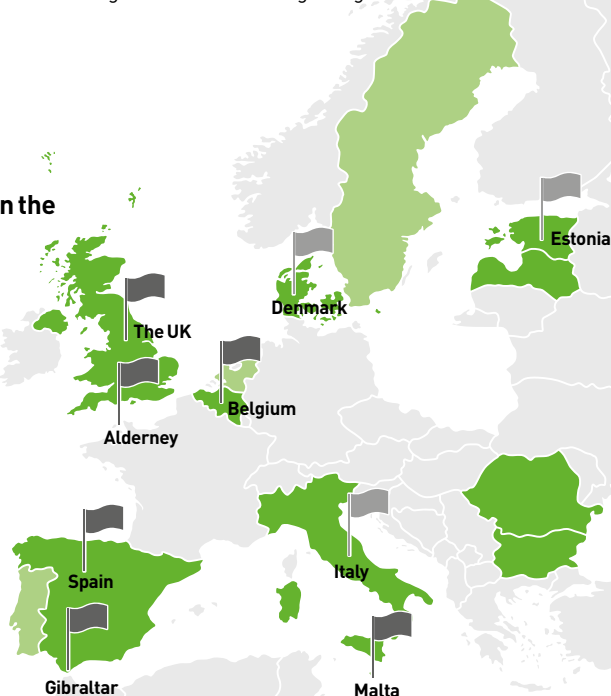 n the
Estonia
Denmark
The UK
Belgium
Alderney
Spain
Italy
Gibraltar
Malta